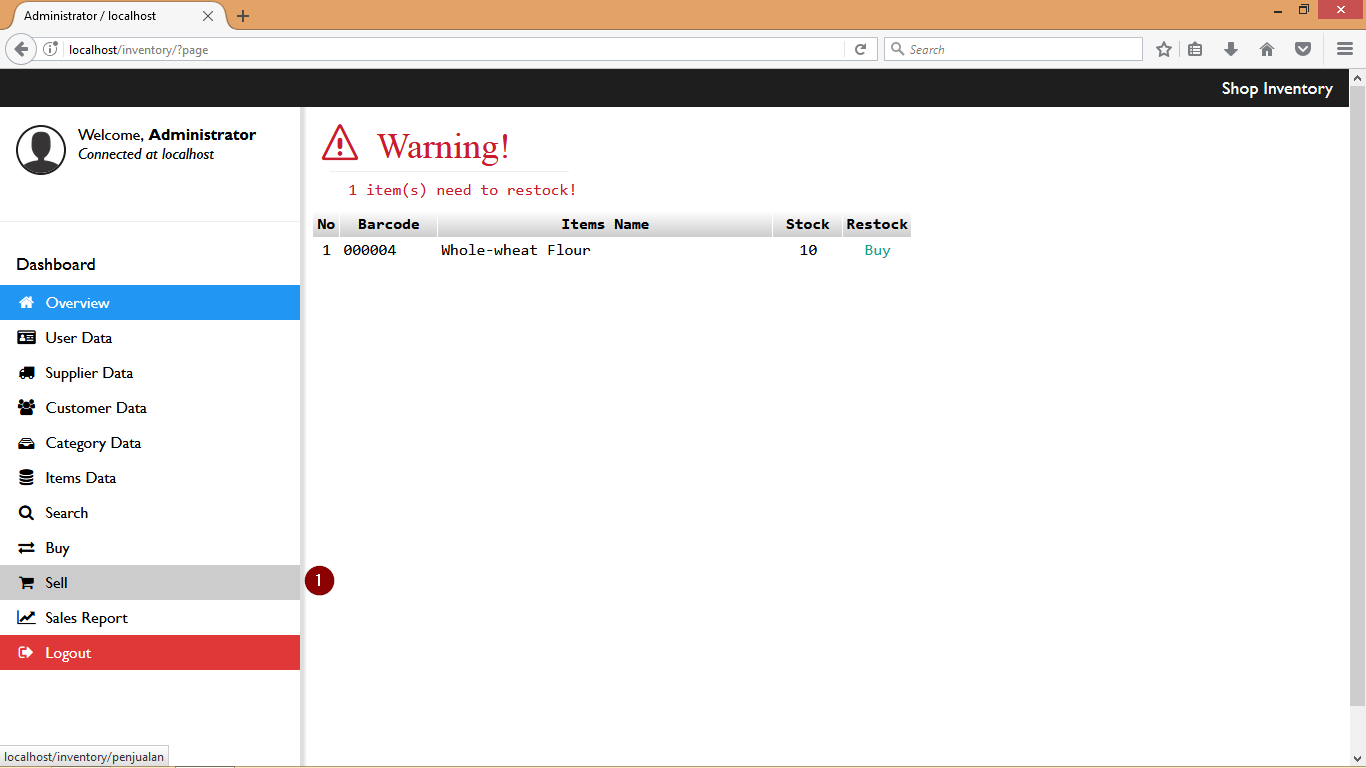 Administrator / localhost
localhost/inventory/?page
Search
Shop Inventory
Welcome, Administrator
Connected at localhost
Dashboard
Overview
User Data
Supplier Data
Customer Data
Category Data
Items Data
Search
Buy
Sell
Sales Report
Logout
Warning!
1 item(s) need to restock!
No Barcode Items Name Stock Restock
1 000004 Whole-wheat Flour 10 Buy
1
localhost/inventory/penjualan